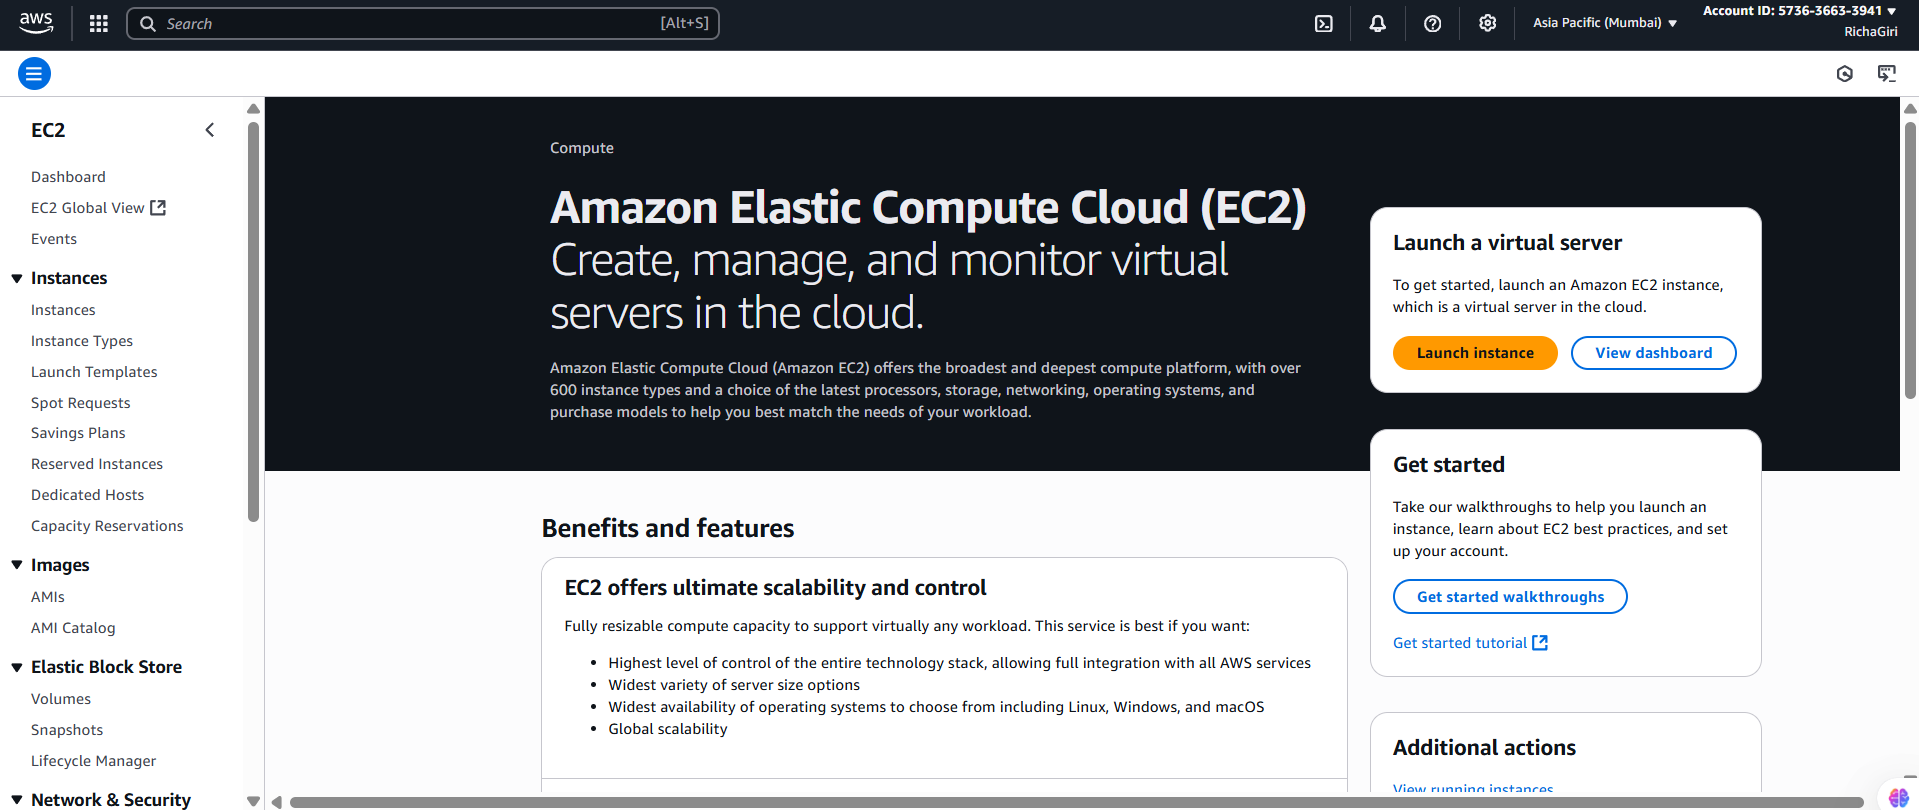 aws
Search
[Alt+S]
Asia Pacific (Mumbai)
Account ID: 5736-3663-3941
RichaGiri
EC2
Dashboard
EC2 Global View
Events
Instances
Instances
Instance Types
Launch Templates
Spot Requests
Savings Plans
Reserved Instances
Dedicated Hosts
Capacity Reservations
Images
AMIs
AMI Catalog
Elastic Block Store
Volumes
Snapshots
Lifecycle Manager
Network & Security
Compute
Amazon Elastic Compute Cloud (EC2)
Create, manage, and monitor virtual
servers in the cloud.
Amazon Elastic Compute Cloud (Amazon EC2) offers the broadest and deepest compute platform, with over
600 instance types and a choice of the latest processors, storage, networking, operating systems, and
purchase models to help you best match the needs of your workload.
Benefits and features
EC2 offers ultimate scalability and control
Fully resizable compute capacity to support virtually any workload. This service is best if you want:
• Highest level of control of the entire technology stack, allowing full integration with all AWS services
• Widest variety of server size options
• Widest availability of operating systems to choose from including Linux, Windows, and macOS
• Global scalability
Launch a virtual server
To get started, launch an Amazon EC2 instance,
which is a virtual server in the cloud.
Launch instance
View dashboard
Get started
Take our walkthroughs to help you launch an
instance, learn about EC2 best practices, and set
up your account.
Get started walkthroughs
Get started tutorial
Additional actions
View running instances